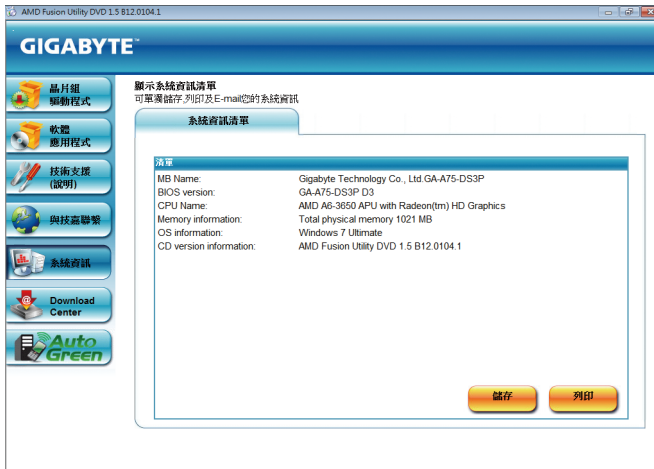 AMD Fusion Utility DVD 1.5 B12.0104.1
GIGABYTE™
晶片組
驅動程式
軟體
應用程式
技術支援
(說明)
與技嘉聯繫
系統資訊
Download
Center
Auto
Green
顯示系統資訊清單
可單獨儲存,列印及E-mail您的系統資訊
系統資訊清單
清單
MB Name: Gigabyte Technology Co., Ltd.GA-A75-DS3P
BIOS version: GA-A75-DS3P D3
CPU Name: AMD A6-3650 APU with Radeon(tm) HD Graphics
Memory information: Total physical memory 1021 MB
OS information: Windows 7 Ultimate
CD version information: AMD Fusion Utility DVD 1.5 B12.0104.1
儲存 列印